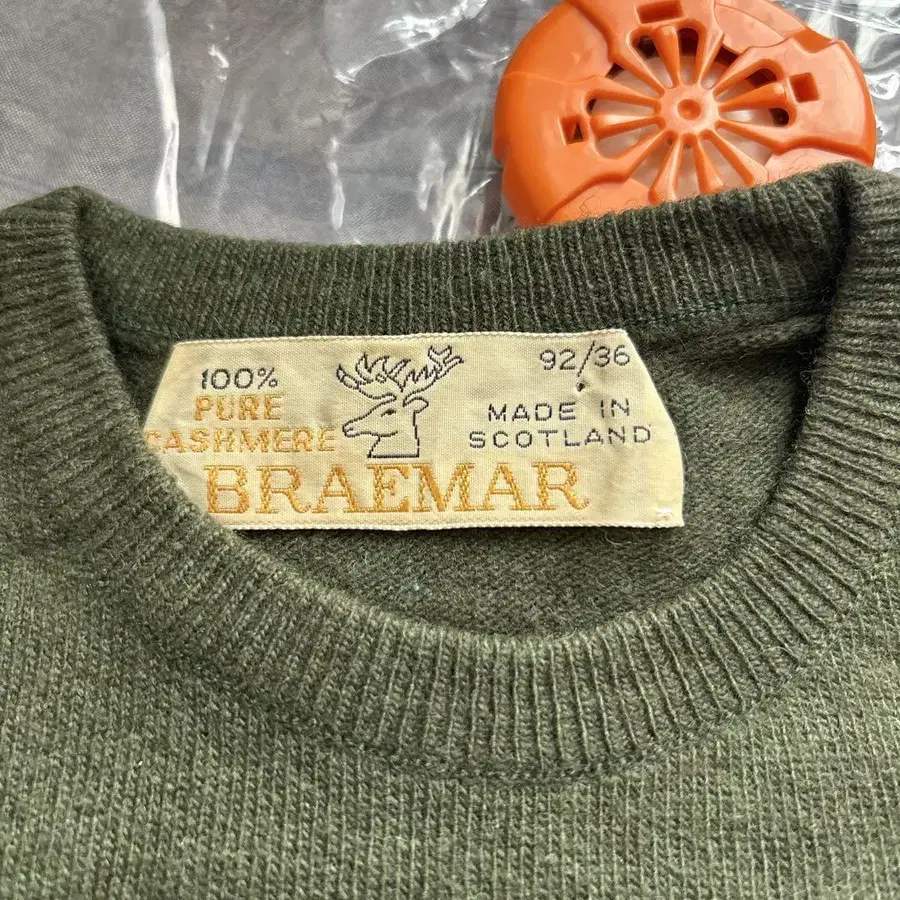 100%
PURE
CASHMERE
92/36
MADE IN
SCOTLAND
BRAEMAR